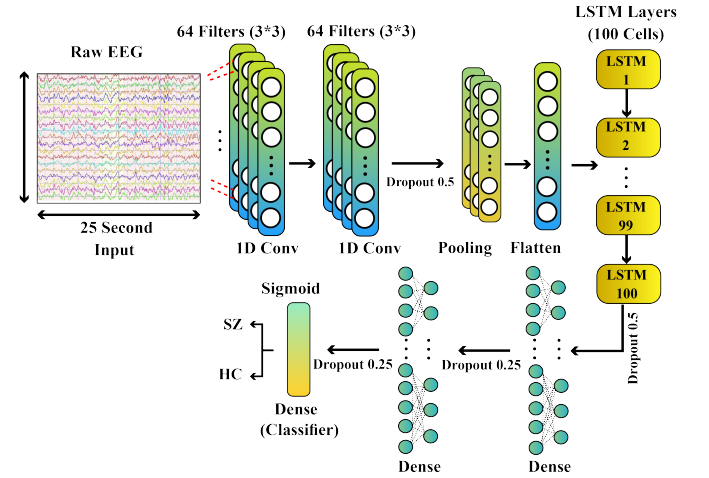 Raw EEG
25 Second
Input
64 Filters (3*3)
1D Conv
64 Filters (3*3)
1D Conv
Dropout 0.5
Pooling
Flatten
LSTM Layers
(100 Cells)
LSTM
1
LSTM
2
LSTM
99
LSTM
100
Dropout 0.5
Dense
Dropout 0.25
Dense
Dropout 0.25
Sigmoid
Dense
(Classifier)
SZ
HC